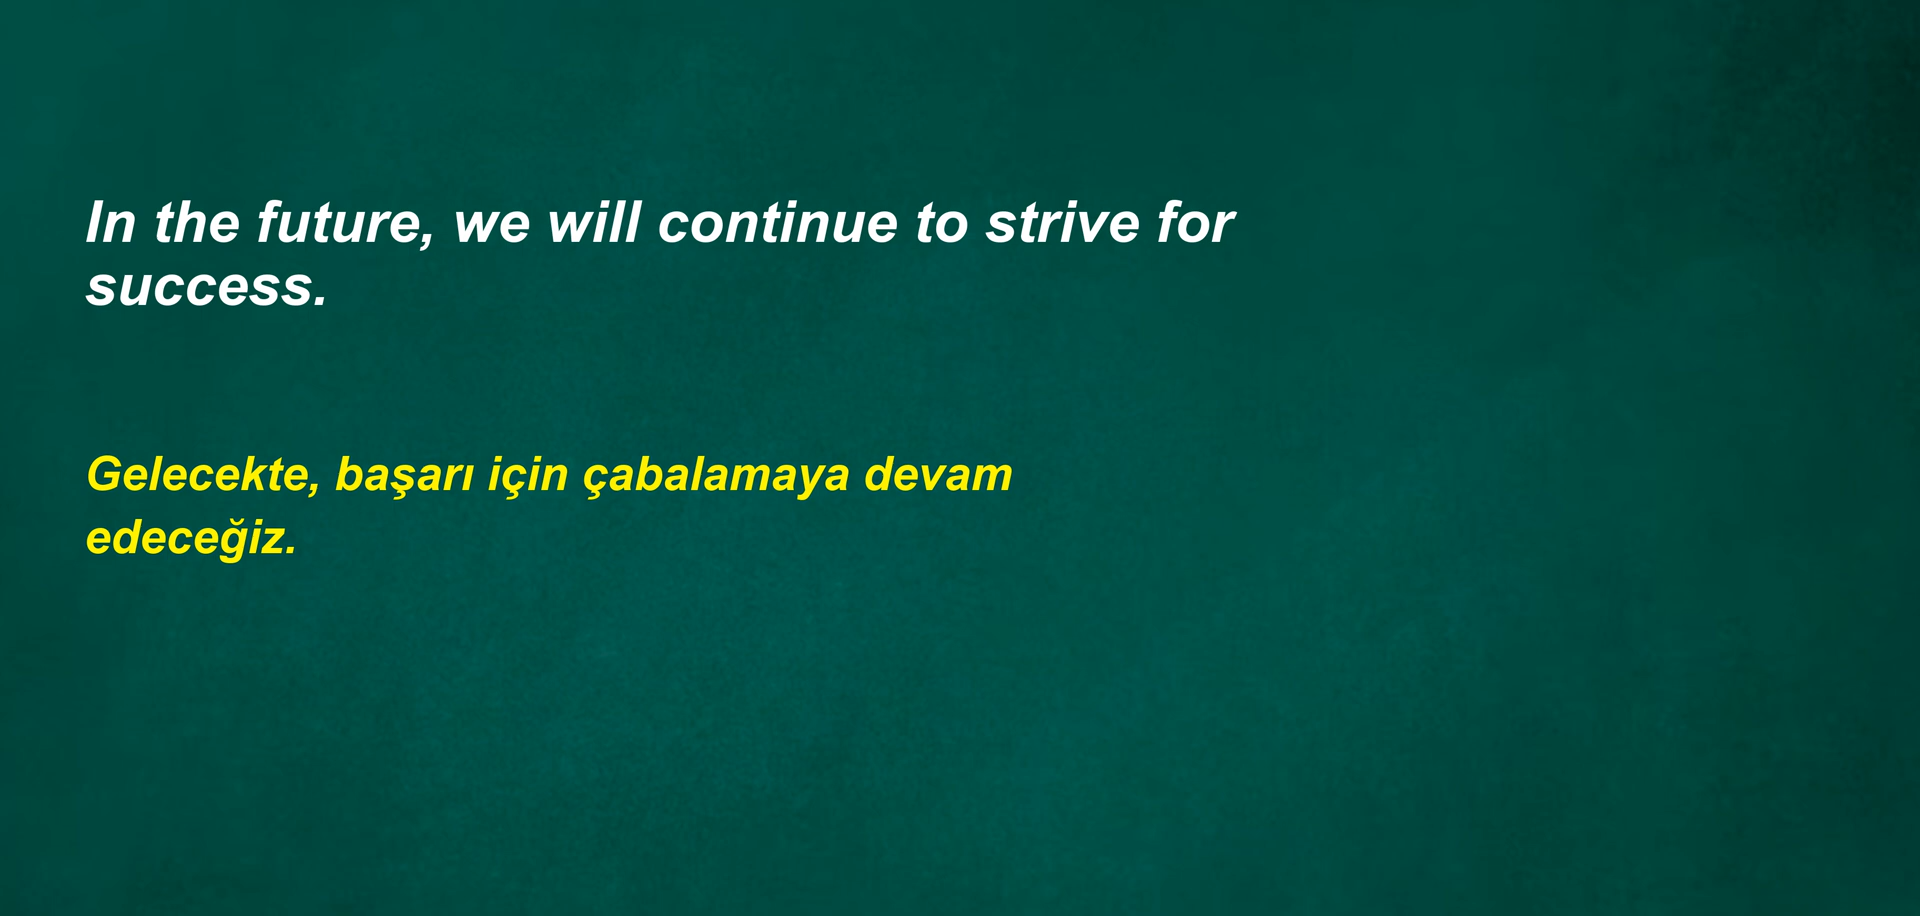 In the future, we will continue to strive for
success.
Gelecekte, başarı için çabalamaya devam
edeceğiz.